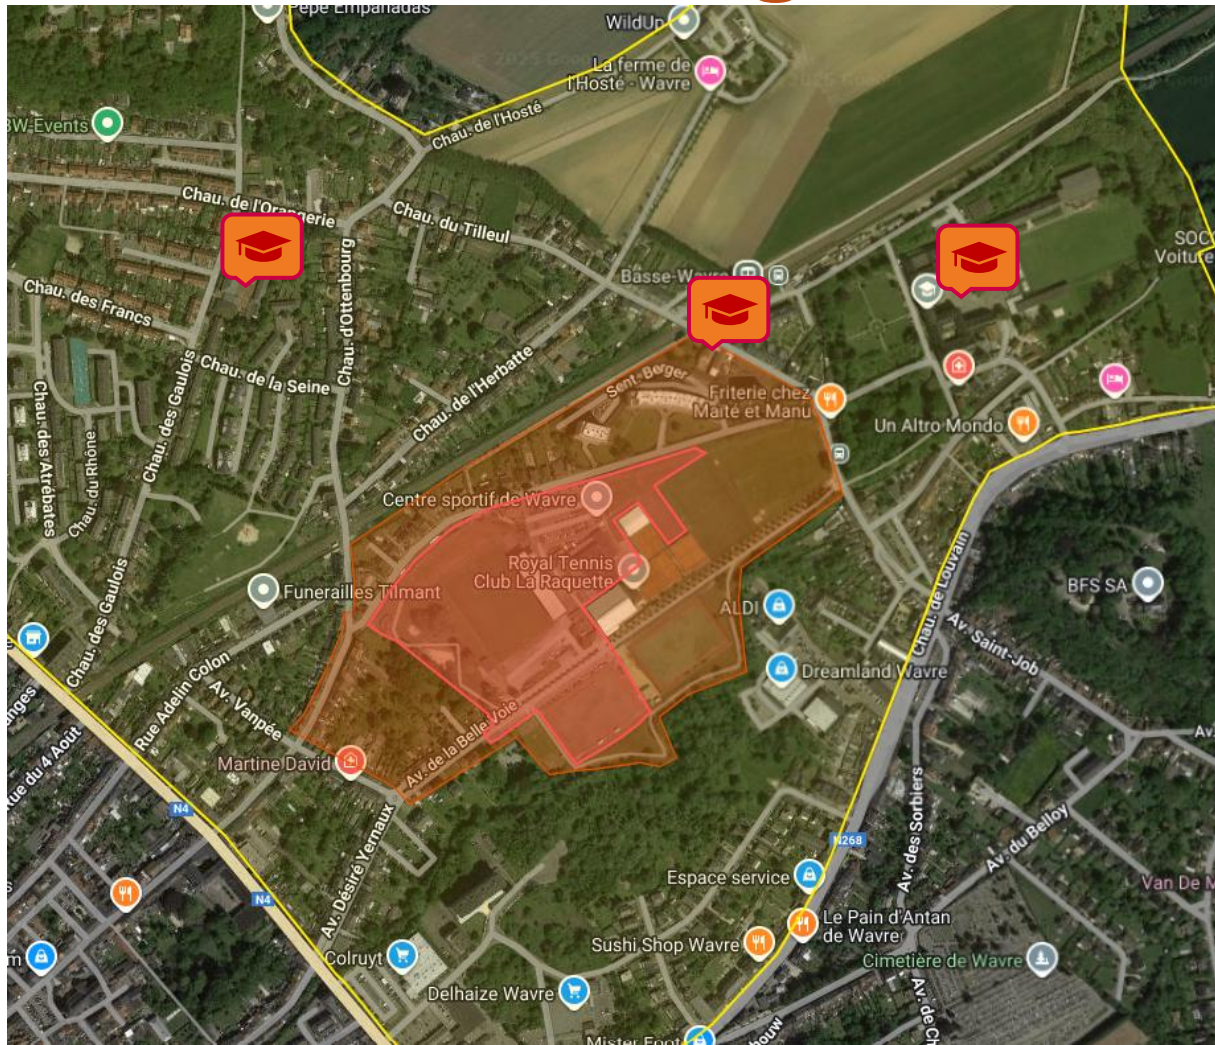 Pepe Empanadas
WildUp
La ferme de
l'Hosté - Wavre
BW-Events
Chau. de l'Hosté
Chau. de l'Orangerie
Chau. du Tilleul
SOC
Voiture
Basse-Wavre
Chau. des Francs
Chau. d'Ottenbourg
Chau. de la Seine
Chau. de l'Herbatte
Sent. Berger
Friterie chez
Maïté et Manu
Un Altro Mondo
Chau. des Atrébates
Chau. du Rhône
Chau. des Gaulois
Centre sportif de Wavre
Royal Tennis
Club La Raquette
Funerailles Tilmant
Chau. des Gaulois
ALDI
BFS SA
Chau. de Louvain
Av. Saint-Job
Dreamland Wavre
Rue Adelin Colon
Av. Vanpée
Av. de la Belle Voie
Martine David
Rue du 4 Août
N4
Av. Désiré Yernaux
N268
Av. des Sorbiers
Av. du Belloy
Av.
Espace service
Van De M
N4
Le Pain d'Antan
de Wavre
Sushi Shop Wavre
Colruyt
Cimetière de Wavre
Delhaize Wavre
Av. de Ch
Mister Foot